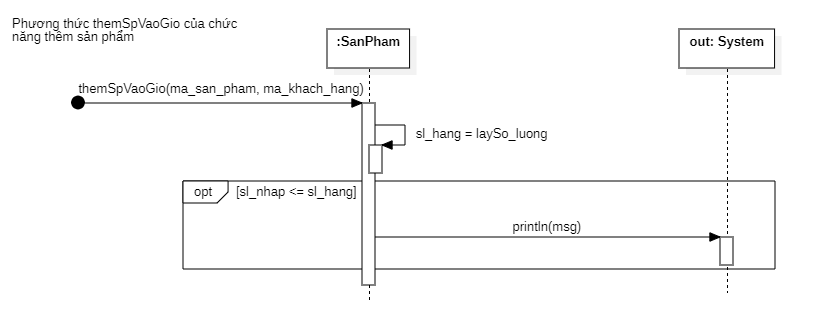 Phương thức themSpVaoGio của chức
năng thêm sản phẩm
:SanPham
out: System
themSpVaoGio(ma_san_pham, ma_khach_hang)
sl_hang = laySo_luong
opt
[sl_nhap <= sl_hang]
println(msg)